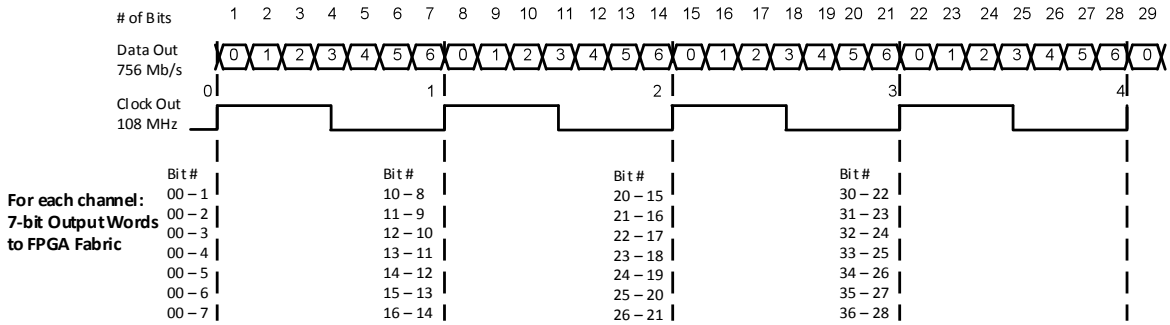 # of Bits 1 2 3 4 5 6 7 8 9 10 11 12 13 14 15 16 17 18 19 20 21 22 23 24 25 26 27 28 29
Data Out 0 1 2 3 4 5 6 0 1 2 3 4 5 6 0 1 2 3 4 5 6 0 1 2 3 4 5 6 0
756 Mb/s
0 1 2 3 4
Clock Out
108 MHz
For each channel:
7-bit Output Words
to FPGA Fabric
Bit #
00 – 1
00 – 2
00 – 3
00 – 4
00 – 5
00 – 6
00 – 7
Bit #
10 – 8
11 – 9
12 – 10
13 – 11
14 – 12
15 – 13
16 – 14
Bit #
20 – 15
21 – 16
22 – 17
23 – 18
24 – 19
25 – 20
26 – 21
Bit #
30 – 22
31 – 23
32 – 24
33 – 25
34 – 26
35 – 27
36 – 28